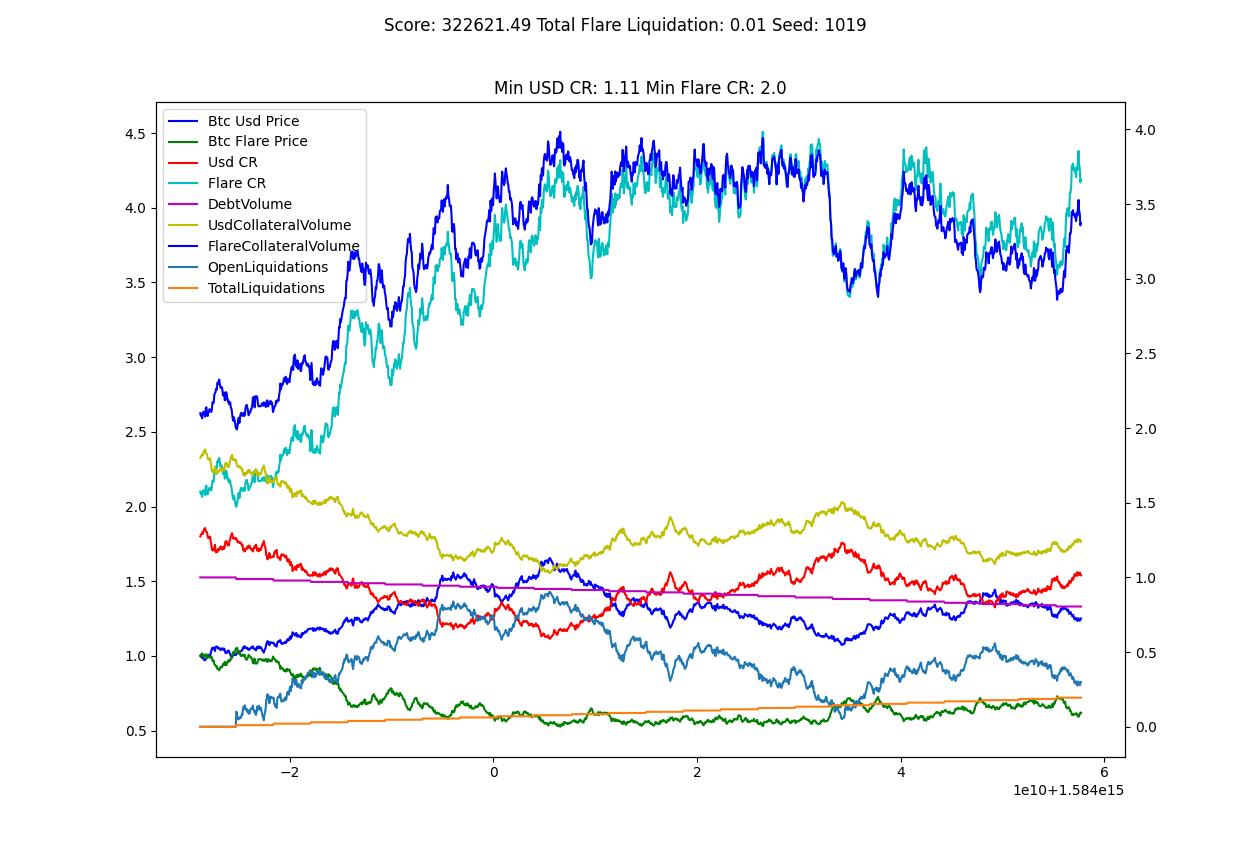 Score: 322621.49 Total Flare Liquidation: 0.01 Seed: 1019
Min USD CR: 1.11 Min Flare CR: 2.0
Btc Usd Price
Btc Flare Price
Usd CR
Flare CR
DebtVolume
UsdCollateralVolume
FlareCollateralVolume
OpenLiquidations
TotalLiquidations
4.5
4.0
3.5
3.0
2.5
2.0
1.5
1.0
0.5
4.0
3.5
3.0
2.5
2.0
1.5
1.0
0.5
0.0
−2
0
2
4
6
1e10+1.584e15